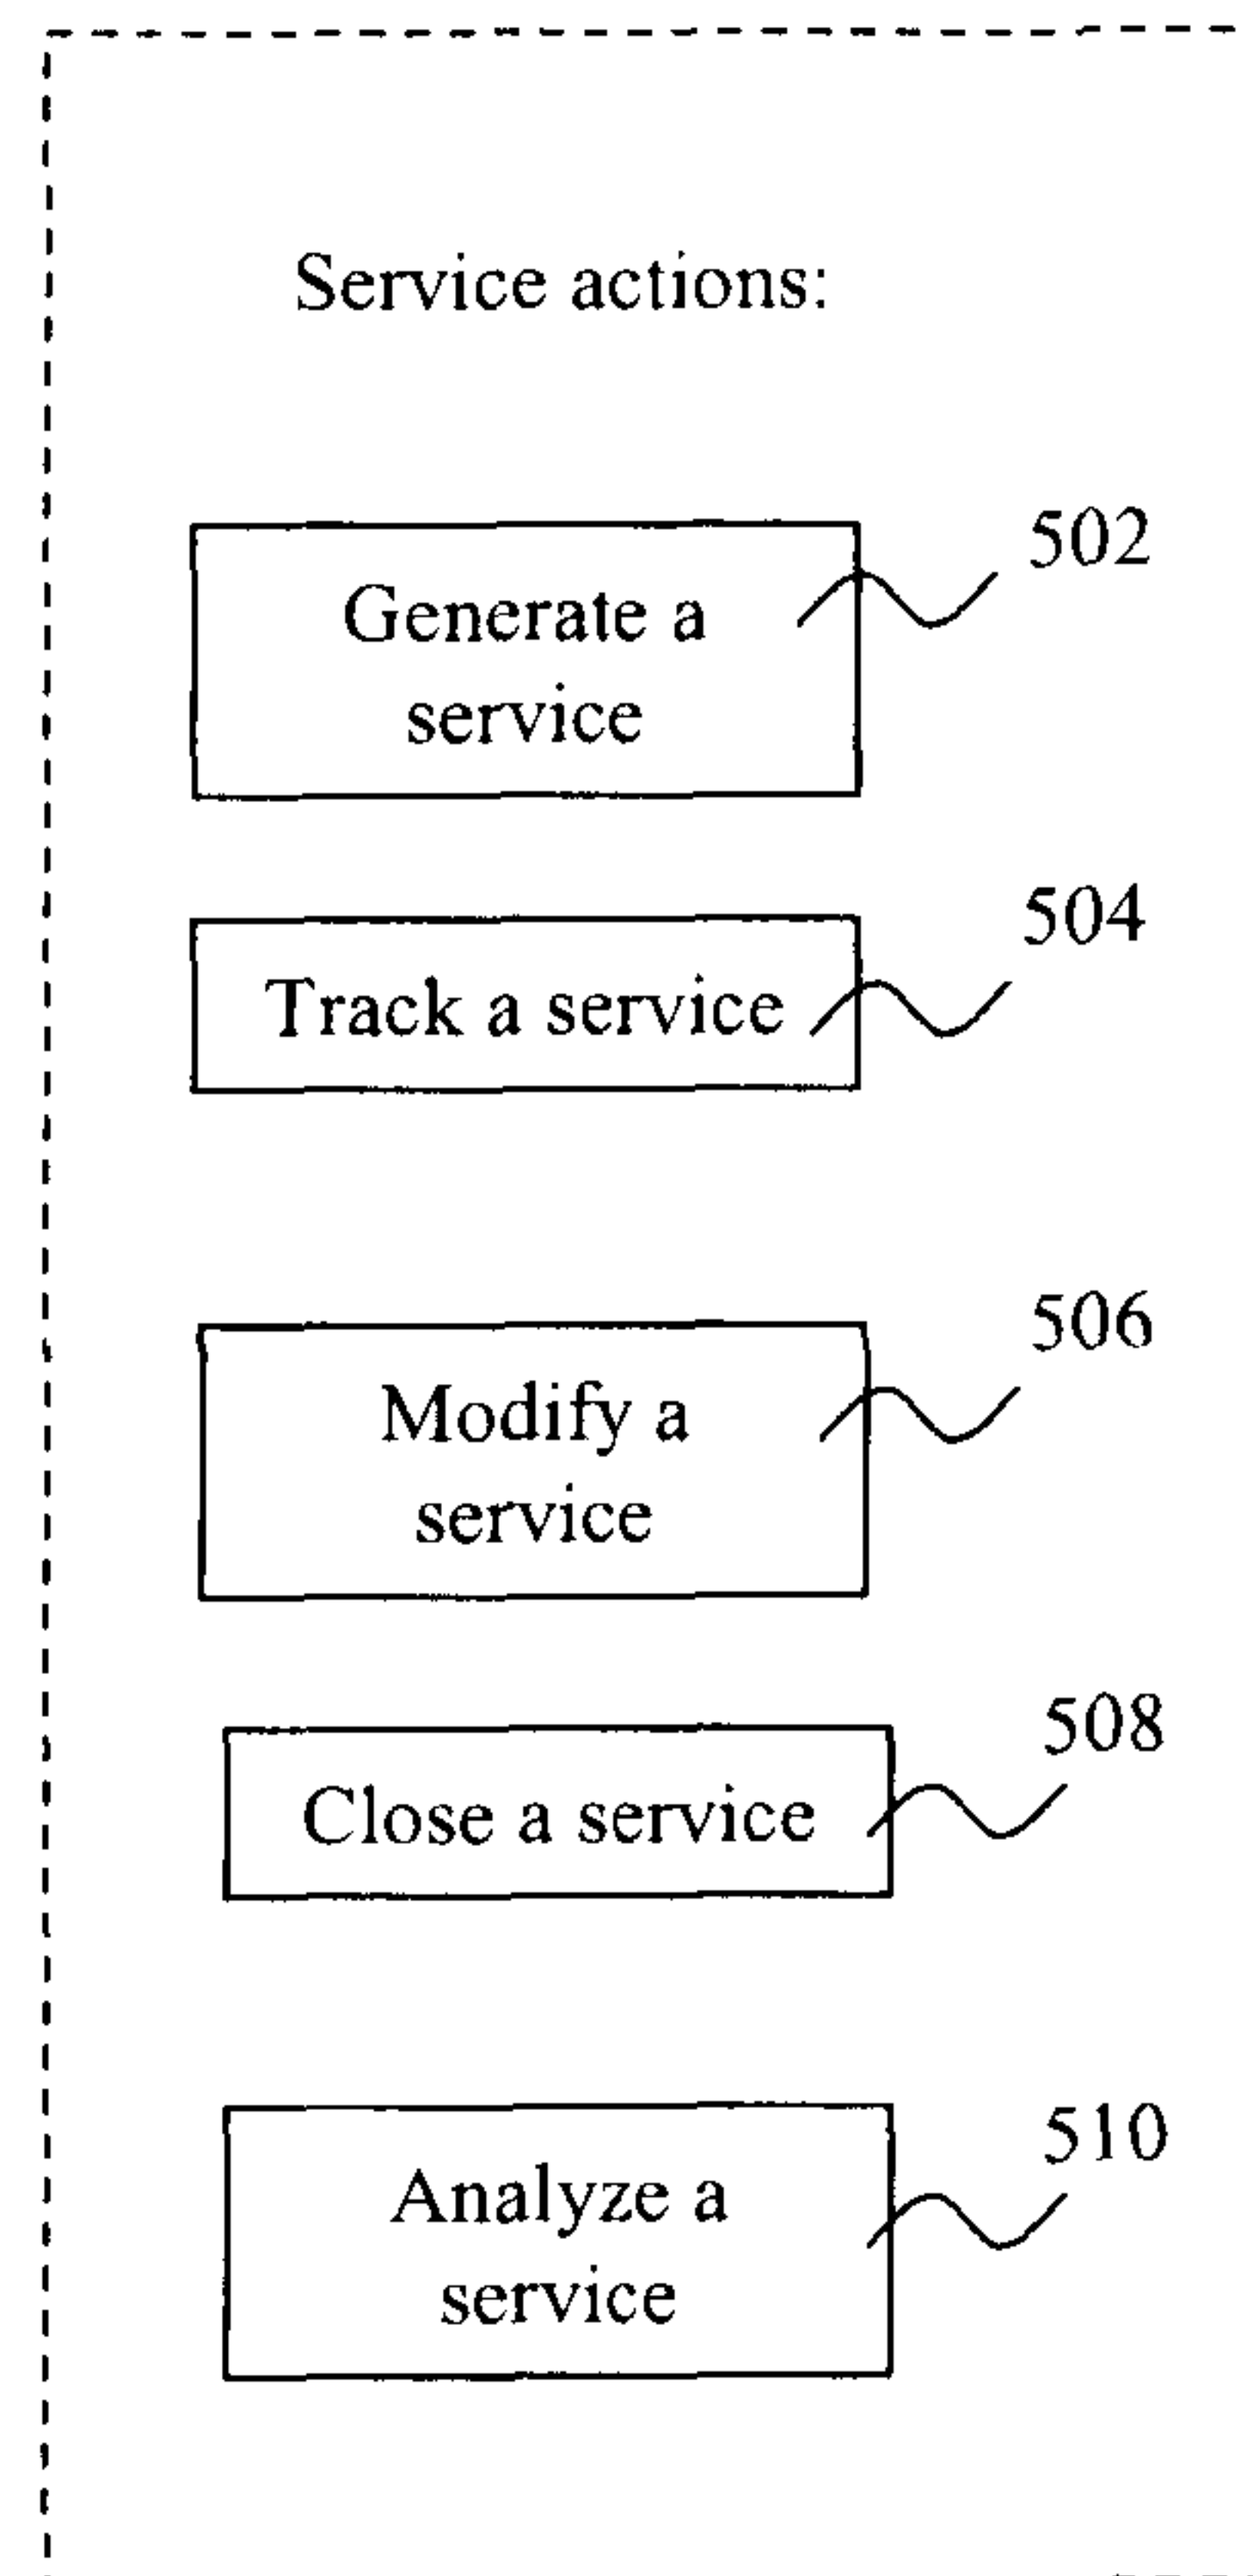 Service actions:
502
Generate a
service
504
Track a service
506
Modify a
service
508
Close a service
510
Analyze a
service